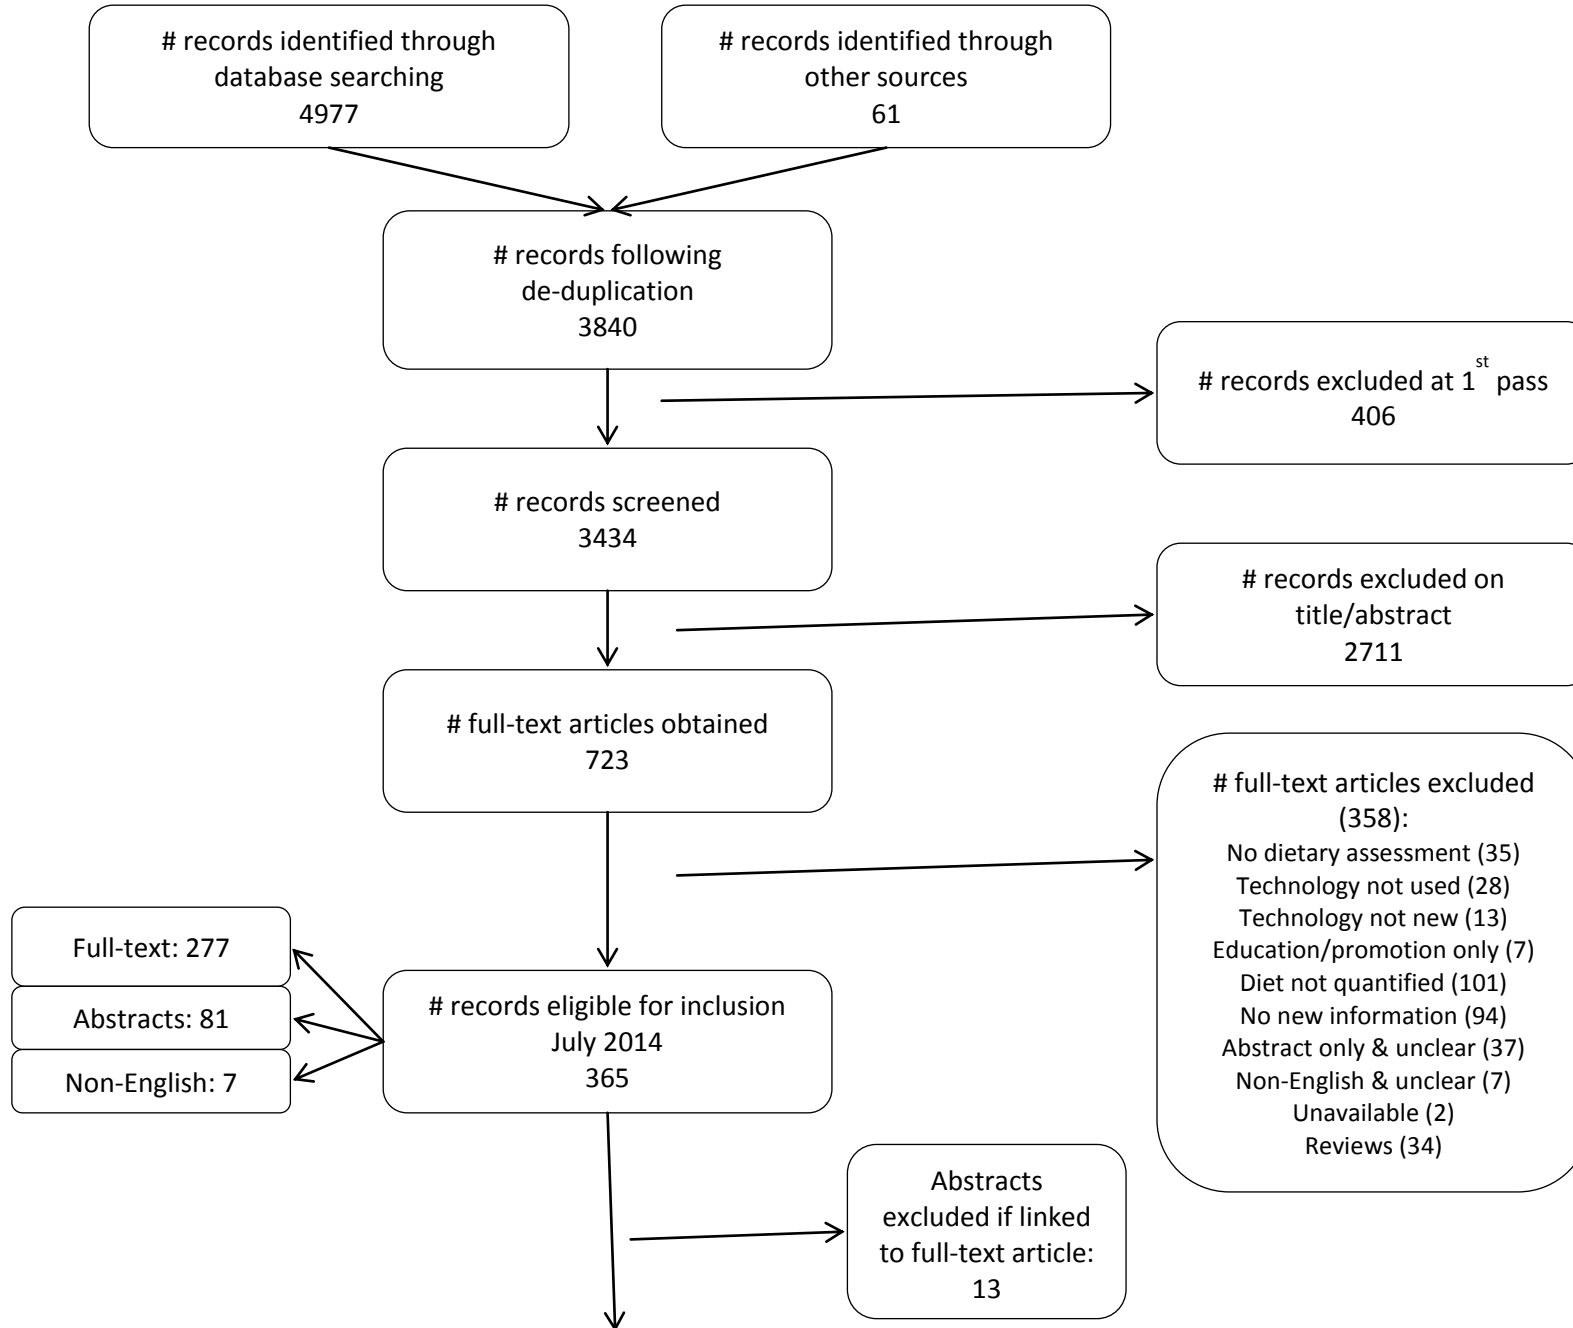 # records identified through
database searching
4977
# records identified through
other sources
61
# records following
de-duplication
3840
# records excluded at 1st pass
406
# records screened
3434
# records excluded on
title/abstract
2711
# full-text articles obtained
723
# full-text articles excluded
(358):
No dietary assessment (35)
Technology not used (28)
Technology not new (13)
Education/promotion only (7)
Diet not quantified (101)
No new information (94)
Abstract only & unclear (37)
Non-English & unclear (7)
Unavailable (2)
Reviews (34)
Full-text: 277
Abstracts: 81
Non-English: 7
# records eligible for inclusion
July 2014
365
Abstracts
excluded if linked
to full-text article:
13